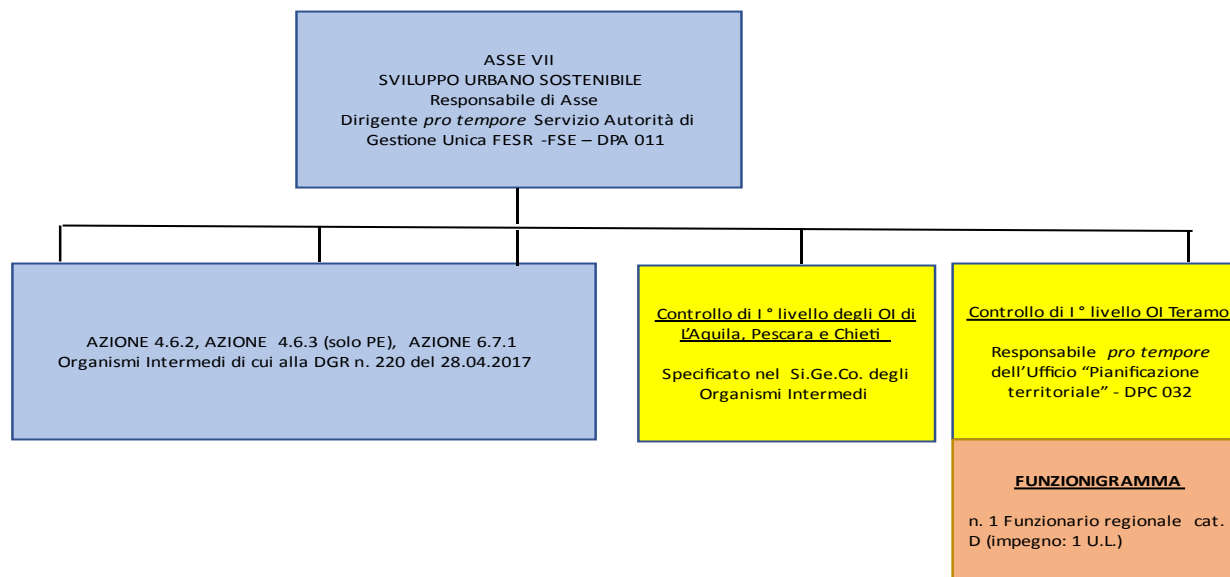 ASSE VII
SVILUPPO URBANO SOSTENIBILE
Responsabile di Asse
Dirigente pro tempore Servizio Autorità di
Gestione Unica FESR -FSE – DPA 011
AZIONE 4.6.2, AZIONE 4.6.3 (solo PE), AZIONE 6.7.1
Organismi Intermedi di cui alla DGR n. 220 del 28.04.2017
Controllo di I° livello degli OI di
L'Aquila, Pescara e Chieti
Specificato nel Si.Ge.Co. degli
Organismi Intermedi
Controllo di I° livello OI Teramo
Responsabile pro tempore
dell'Ufficio "Pianificazione
territoriale" - DPC 032
FUNZIONIGRAMMA
n. 1 Funzionario regionale cat.
D (impegno: 1 U.L.)